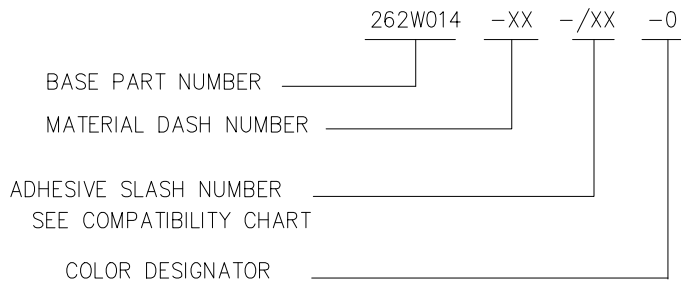 262W014 -XX -/XX -0
BASE PART NUMBER
MATERIAL DASH NUMBER
ADHESIVE SLASH NUMBER
SEE COMPATIBILITY CHART
COLOR DESIGNATOR